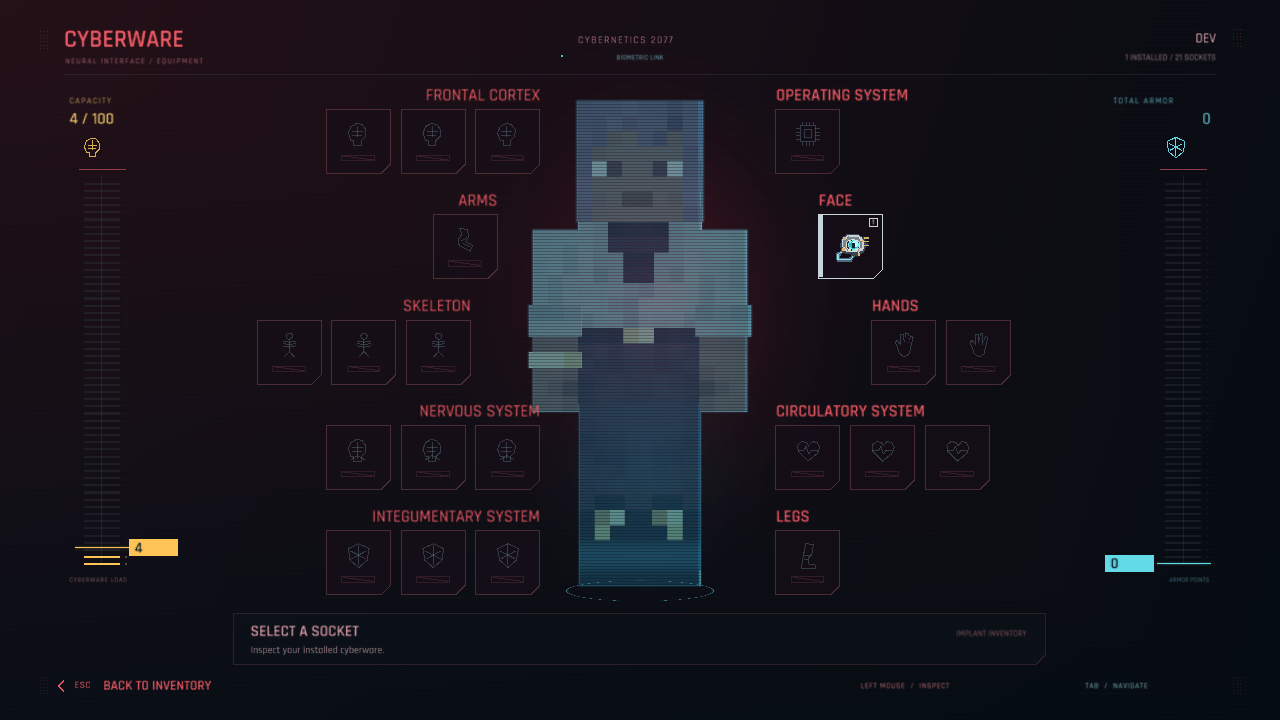 CYBERWARE
NEURAL INTERFACE / EQUIPMENT
CYBERNETICS 2077
BIOMETRIC LINK
DEV
1 INSTALLED / 21 SOCKETS
CAPACITY
4 / 100
TOTAL ARMOR
0
FRONTAL CORTEX
OPERATING SYSTEM
ARMS
FACE
1
SKELETON
HANDS
NERVOUS SYSTEM
CIRCULATORY SYSTEM
INTEGUMENTARY SYSTEM
LEGS
4
CYBERWARE LOAD
0
ARMOR POINTS
SELECT A SOCKET
Inspect your installed cyberware.
IMPLANT INVENTORY
ESC BACK TO INVENTORY
LEFT MOUSE / INSPECT
TAB / NAVIGATE